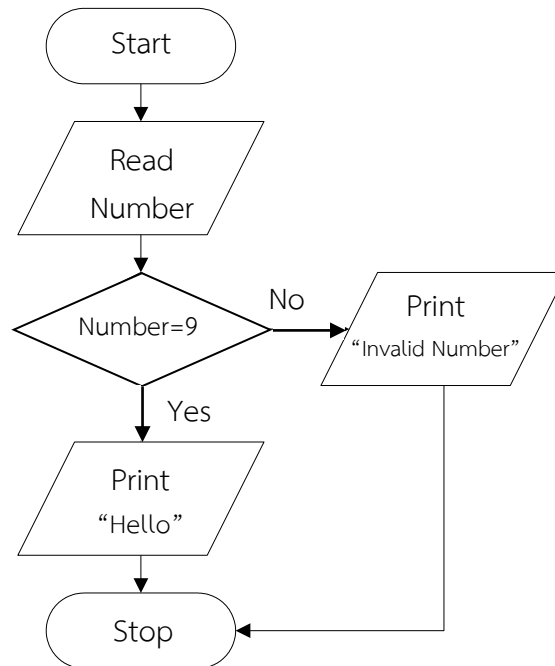 Start
Read
Number
Number=9
No
Print
“Invalid Number”
Yes
Print
“Hello”
Stop